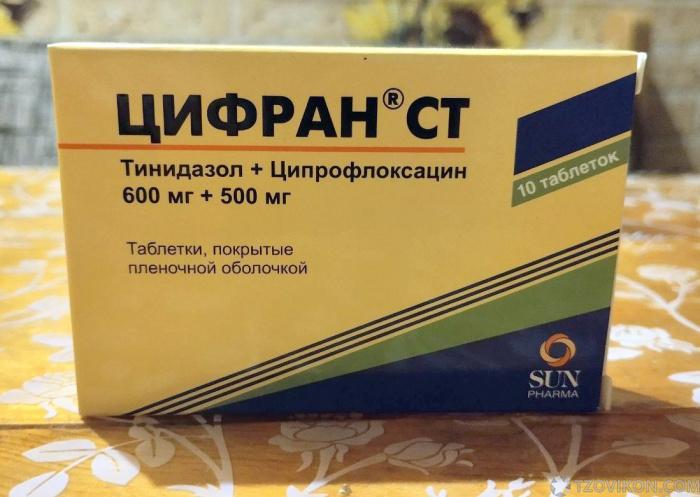 ЦИФРАН® СТ
Тинидазол + Ципрофлоксацин
600 мг + 500 мг
10 таблеток
Таблетки, покрытые
пленочной оболочкой
SUN
PHARMA
TZOVIKON.COM